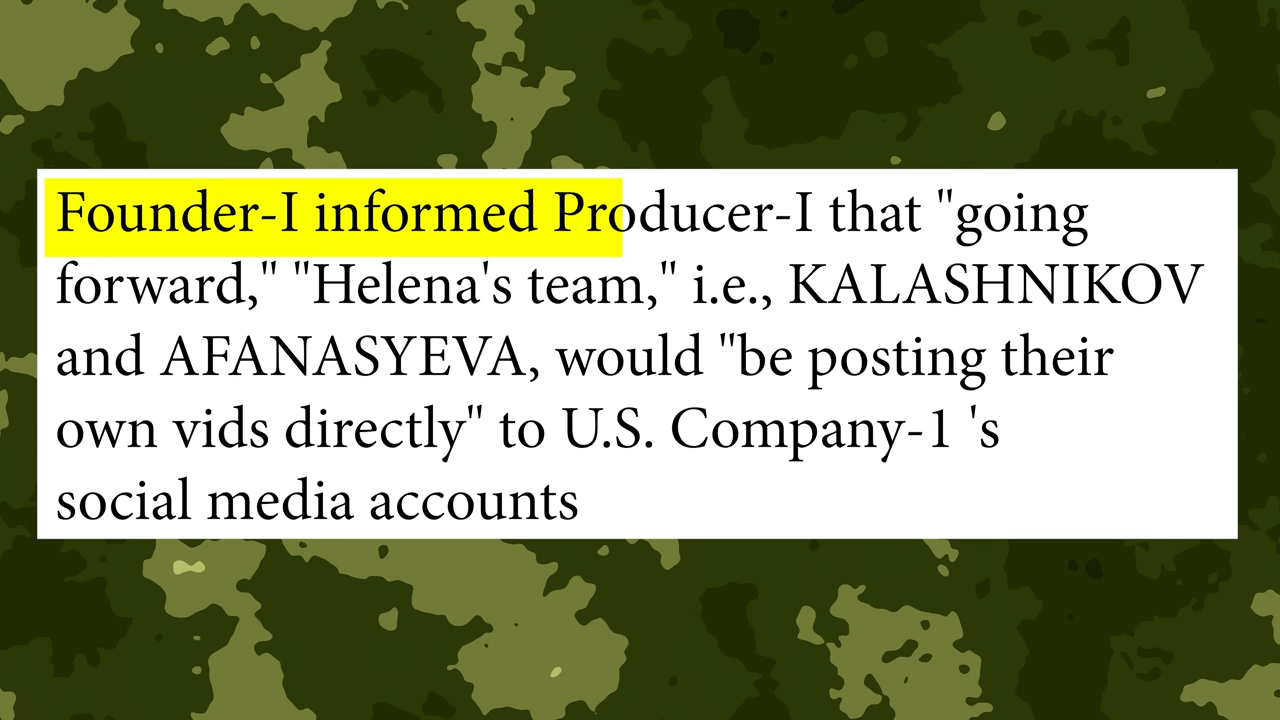 Founder-I informed Producer-I that "going
forward," "Helena's team," i.e., KALASHNIKOV
and AFANASYEVA, would "be posting their
own vids directly" to U.S. Company-1 's
social media accounts